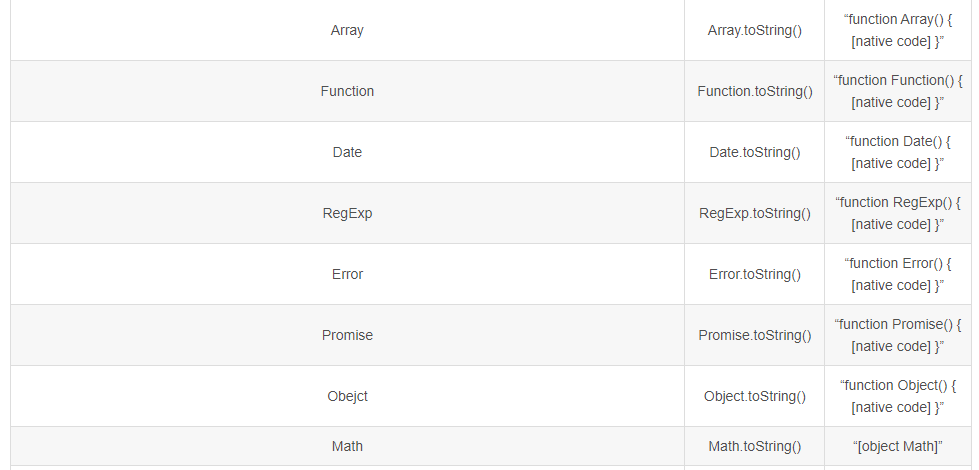 Array Array.toString() “function Array() {
[native code] }”
Function Function.toString() “function Function() {
[native code] }”
Date Date.toString() “function Date() {
[native code] }”
RegExp RegExp.toString() “function RegExp() {
[native code] }”
Error Error.toString() “function Error() {
[native code] }”
Promise Promise.toString() “function Promise() {
[native code] }”
Obejct Object.toString() “function Object() {
[native code] }”
Math Math.toString() “[object Math]”